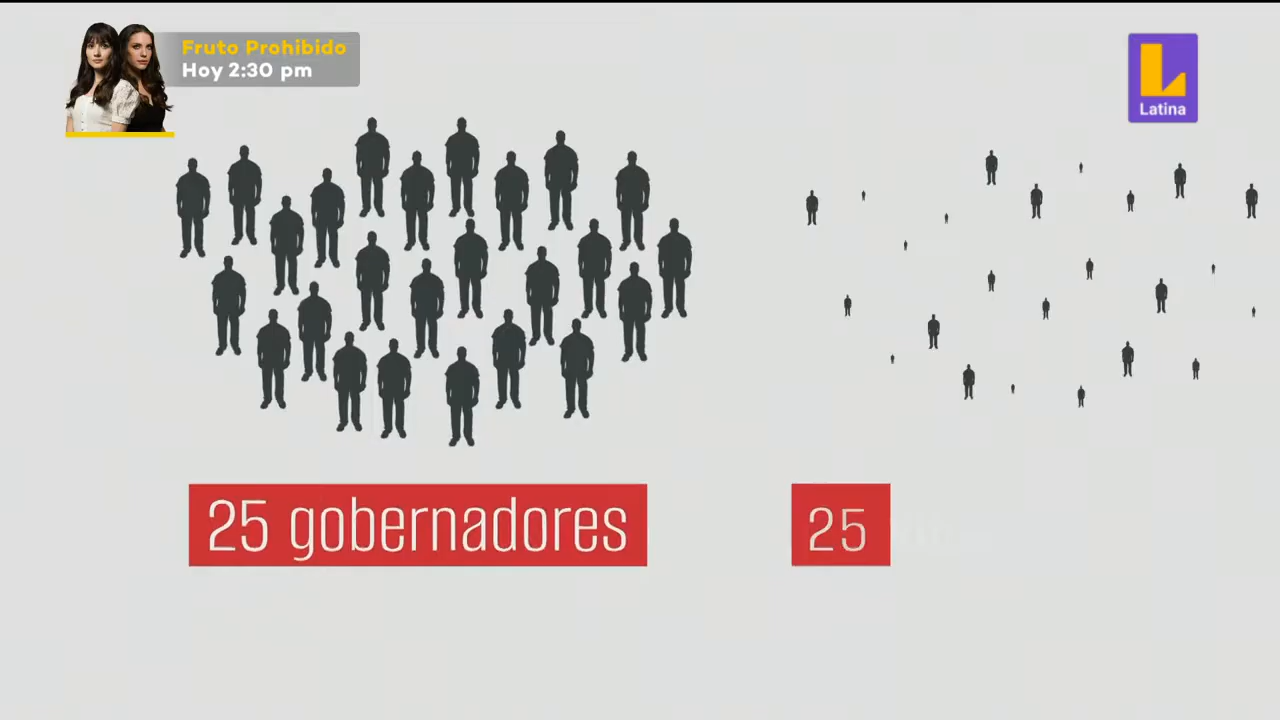 Fruto Prohibido
Hoy 2:30 pm
Latina
25 gobernadores
25